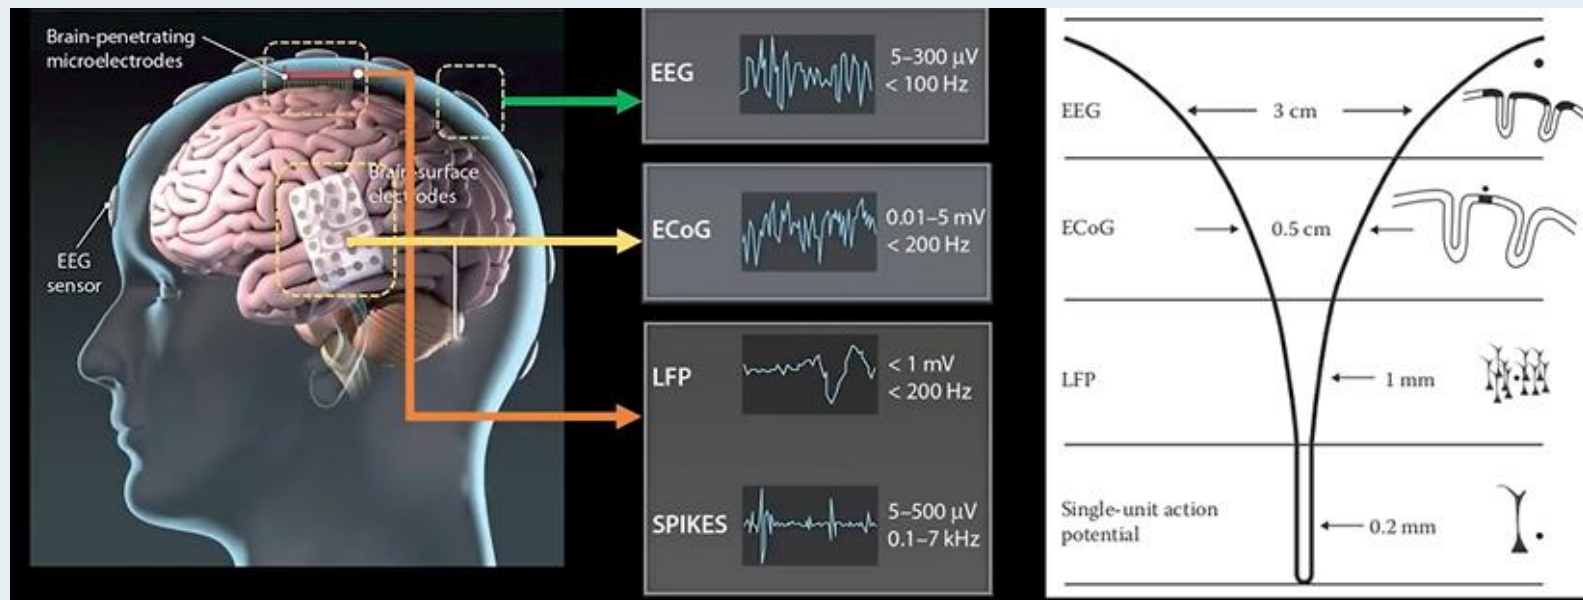 Brain-penetrating
microelectrodes
EEG
sensor
Brain-surface
electrodes
EEG
5–300 µV
< 100 Hz
ECoG
0.01–5 mV
< 200 Hz
LFP
< 1 mV
< 200 Hz
SPIKES
5–500 µV
0.1–7 kHz
EEG
3 cm
ECoG
0.5 cm
LFP
1 mm
Single-unit action
potential
0.2 mm